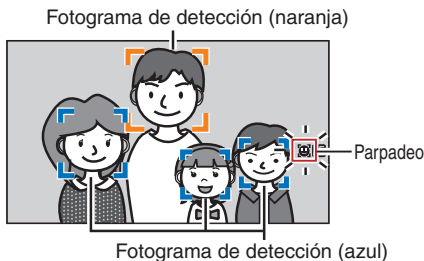 Fotograma de detección (naranja)
Parpadeo
Fotograma de detección (azul)